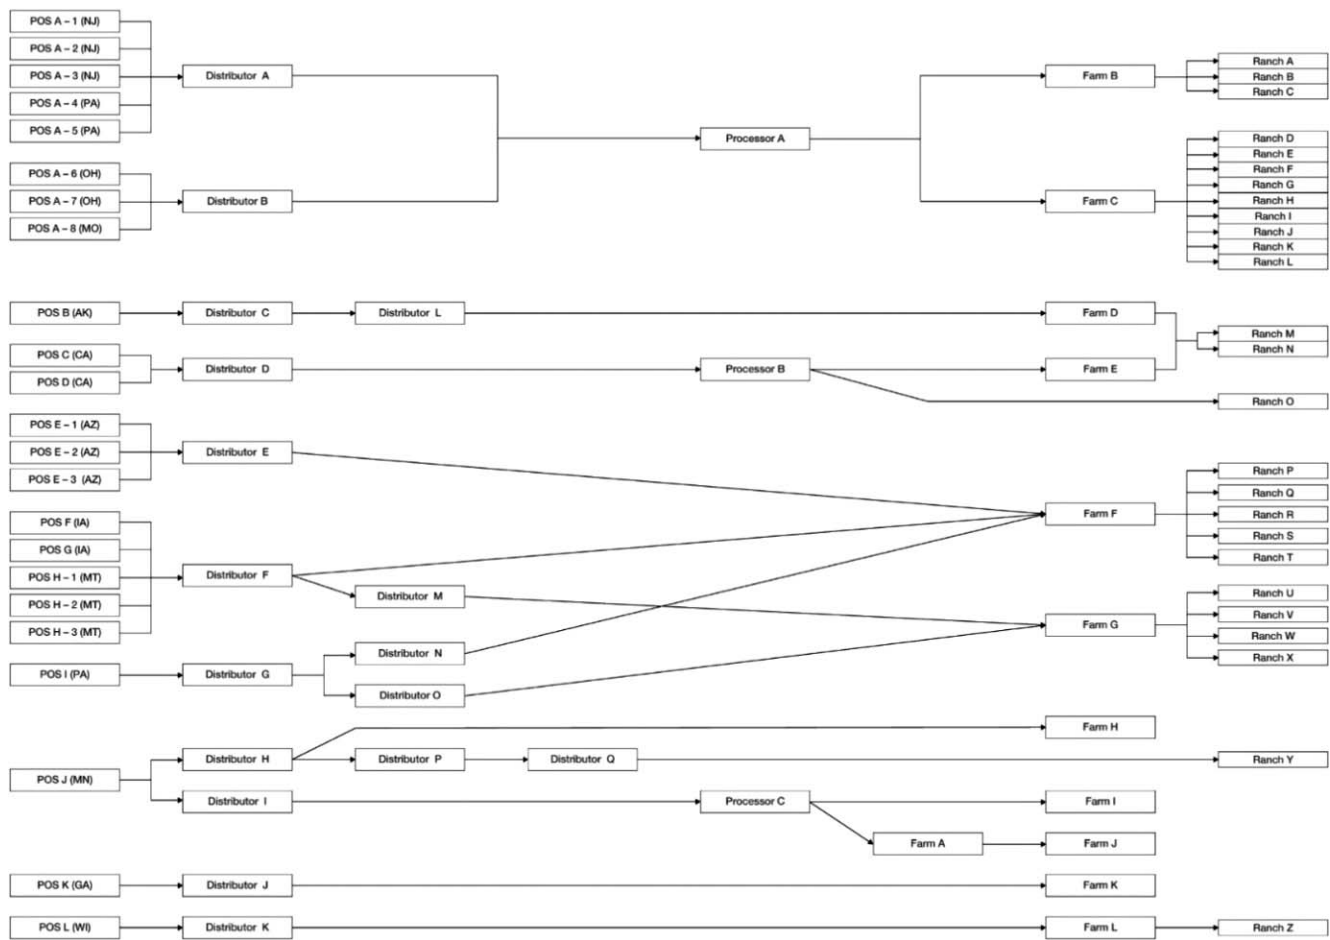 POS A – 1 (NJ)
POS A – 2 (NJ)
POS A – 3 (NJ)
POS A – 4 (PA)
POS A – 5 (PA)
POS A – 6 (OH)
POS A – 7 (OH)
POS A – 8 (MO)
Distributor A
Distributor B
Processor A
Farm B
Farm C
Ranch A
Ranch B
Ranch C
Ranch D
Ranch E
Ranch F
Ranch G
Ranch H
Ranch I
Ranch J
Ranch K
Ranch L
POS B (AK)
Distributor C
Distributor L
Farm D
POS C (CA)
POS D (CA)
Distributor D
Processor B
Farm E
Ranch M
Ranch N
Ranch O
POS E – 1 (AZ)
POS E – 2 (AZ)
POS E – 3 (AZ)
Distributor E
Farm F
Ranch P
Ranch Q
Ranch R
Ranch S
Ranch T
POS F (IA)
POS G (IA)
POS H – 1 (MT)
POS H – 2 (MT)
POS H – 3 (MT)
Distributor F
Distributor M
Farm G
Ranch U
Ranch V
Ranch W
Ranch X
POS I (PA)
Distributor G
Distributor N
Distributor O
POS J (MN)
Distributor H
Distributor P
Distributor Q
Farm H
Ranch Y
Distributor I
Processor C
Farm I
Farm A
Farm J
POS K (GA)
Distributor J
Farm K
POS L (WI)
Distributor K
Farm L
Ranch Z